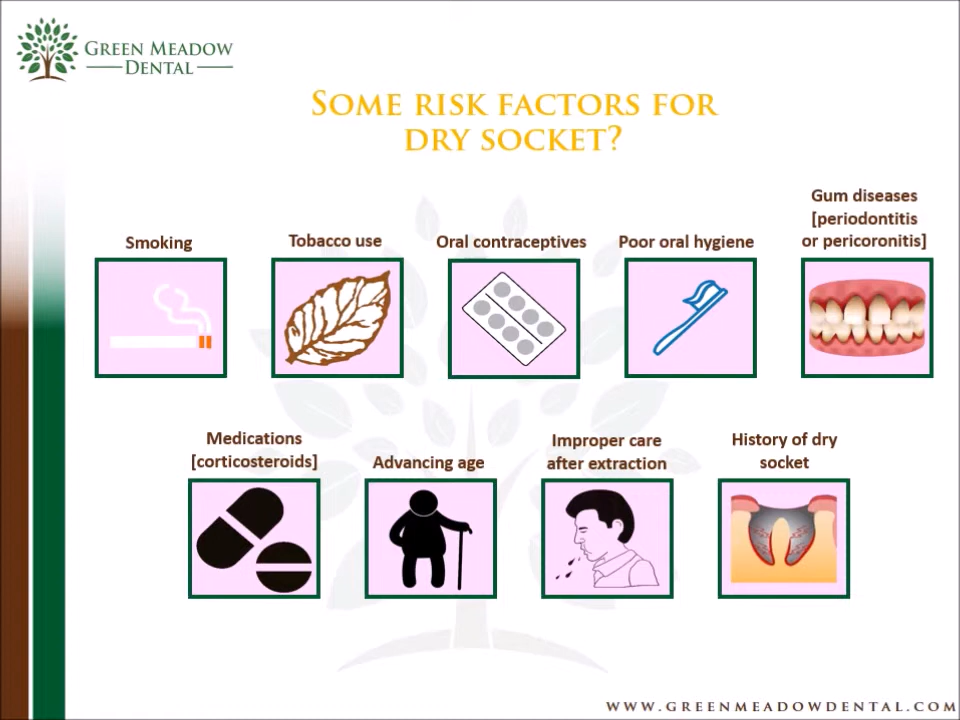 Green Meadow
Dental
Some risk factors for
dry socket?
Smoking
Tobacco use
Oral contraceptives
Poor oral hygiene
Gum diseases
[periodontitis
or pericoronitis]
Medications
[corticosteroids]
Advancing age
Improper care
after extraction
History of dry
socket
www.greenmeadowdental.com